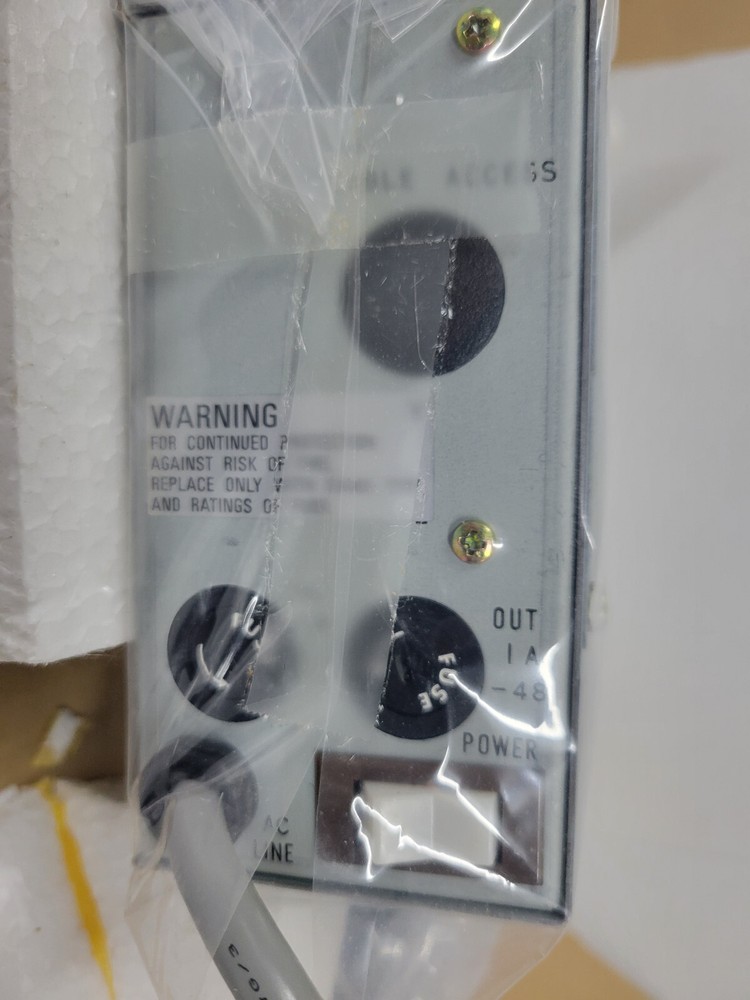 ACCESS
WARNING
FOR CONTINUED
AGAINST RISK OF
REPLACE ONLY WITH
AND RATINGS OF
OUT
1 A
FUSE
-48
POWER
AC
LINE